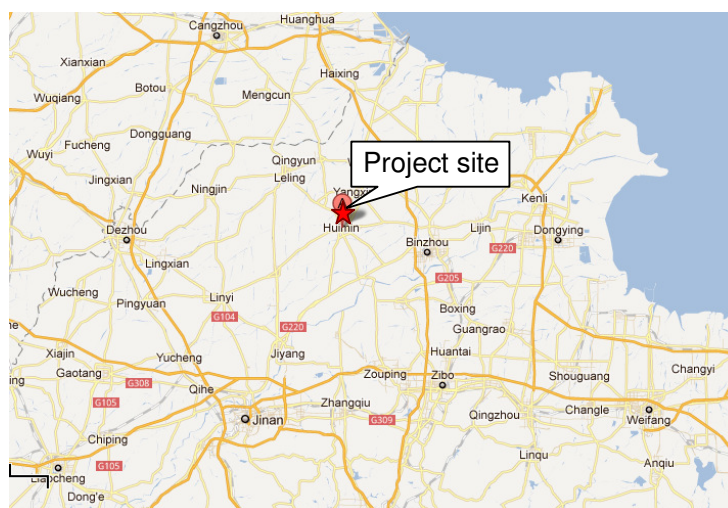 Huanghua
Cangzhou
Xianxian
Haixing
Botou
Mengcun
Wuqiang
Dongguang
Fucheng
Wuyi
Qingyun
Project site
Leling
Jingxian
Ningjin
Kenli
Huimin
Dezhou
Lijin
Dongying
Binzhou
G220
Lingxian
G205
Wucheng
Linyi
Pingyuan
Boxing
G104
Guangrao
G220
Xiajin
Yucheng
Jiyang
Huantai
Gaotang
G308
Qihe
Zouping
Zibo
Shouguang
Changyi
G105
Zhangqiu
Jinan
G309
Qingzhou
Changle
Weifang
Chiping
Linqu
G105
Anqiu
Liaocheng
Dong'e